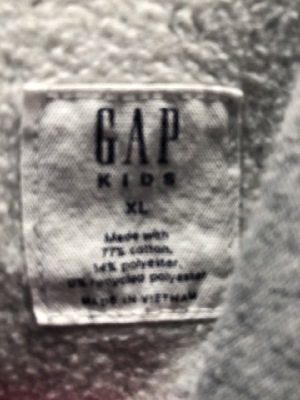 GAP
KIDS
XL
Made with
77% cotton,
14% polyester,
recycled polyester
MADE IN VIETNAM